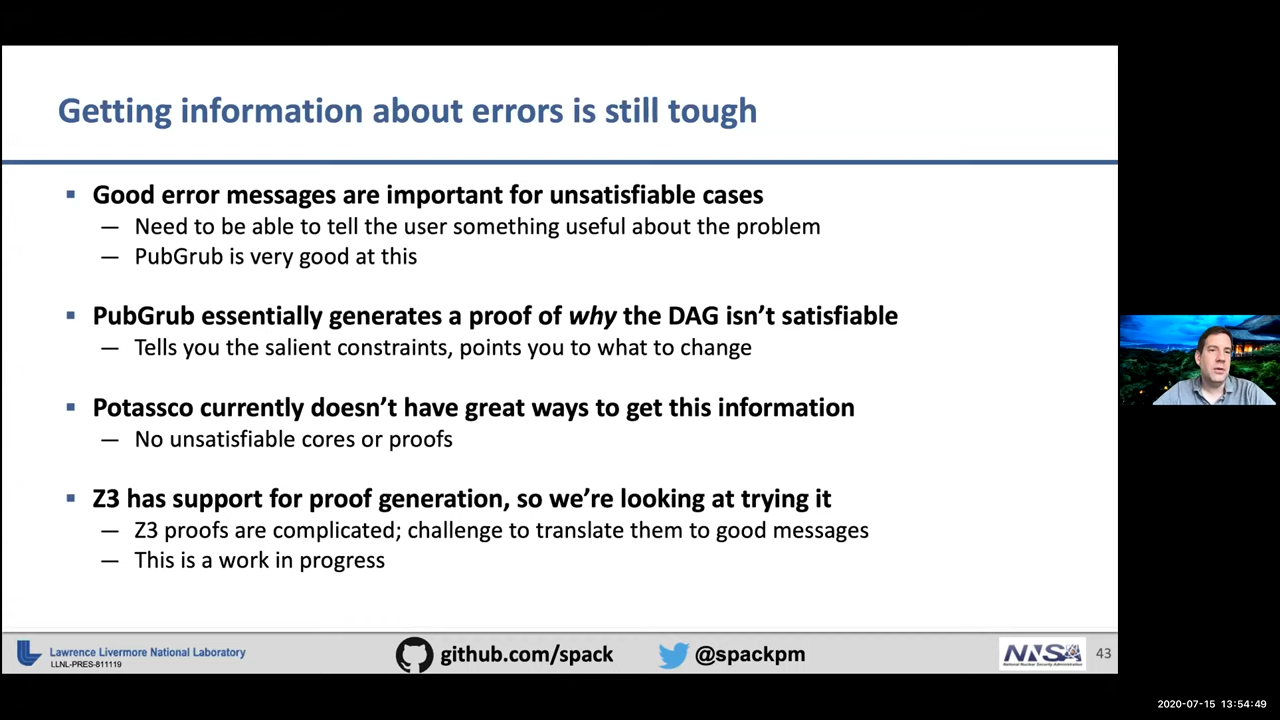 Getting information about errors is still tough
▪ Good error messages are important for unsatisfiable cases
— Need to be able to tell the user something useful about the problem
— PubGrub is very good at this
▪ PubGrub essentially generates a proof of why the DAG isn't satisfiable
— Tells you the salient constraints, points you to what to change
▪ Potassco currently doesn't have great ways to get this information
— No unsatisfiable cores or proofs
▪ Z3 has support for proof generation, so we're looking at trying it
— Z3 proofs are complicated; challenge to translate them to good messages
— This is a work in progress
Lawrence Livermore National Laboratory
LLNL-PRES-811119
github.com/spack
@spackpm
NNSA
National Nuclear Security Administration
43
2020-07-15 13:54:49